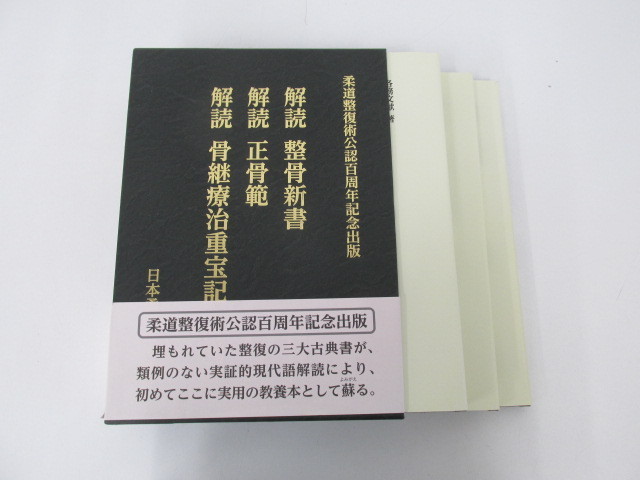 柔道整復術公認百周年記念出版
解読 整骨新書
解読 正骨範
解読 骨継療治重宝記
日本
柔道整復術公認百周年記念出版
埋もれていた整復の三大古典書が、
類例のない実証的現代語解読により、
初めてここに実用の教養本として蘇る。
よみがえ